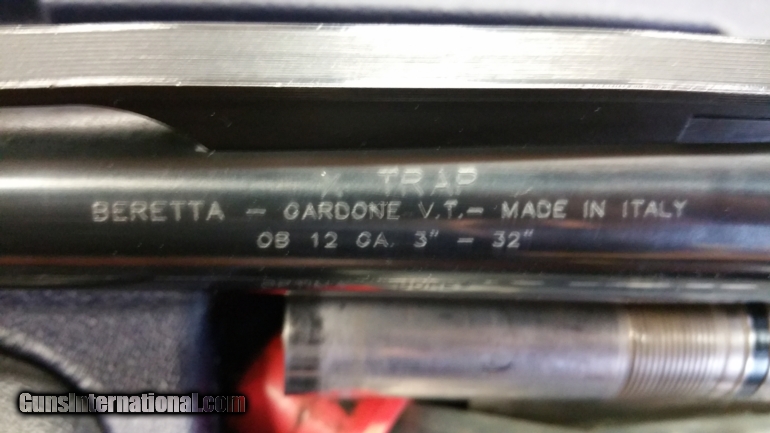 TRAP
BERETTA - GARDONE V.T. - MADE IN ITALY
OB 12 GA. 3" - 32"
GunsInternational.com